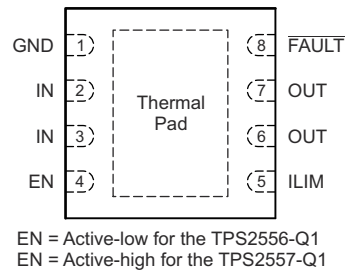 GND 1 8 FAULT
IN 2 7 OUT
Thermal
Pad
IN 3 6 OUT
EN 4 5 ILIM
EN = Active-low for the TPS2556-Q1
EN = Active-high for the TPS2557-Q1